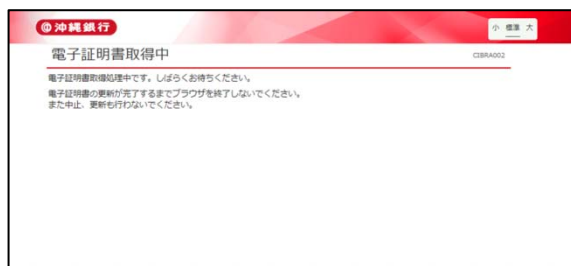 沖縄銀行
小 標準 大
電子証明書取得中
CIBRA002
電子証明書取得処理中です。しばらくお待ちください。
電子証明書の更新が完了するまでブラウザを終了しないでください。
また中止、更新も行わないでください。